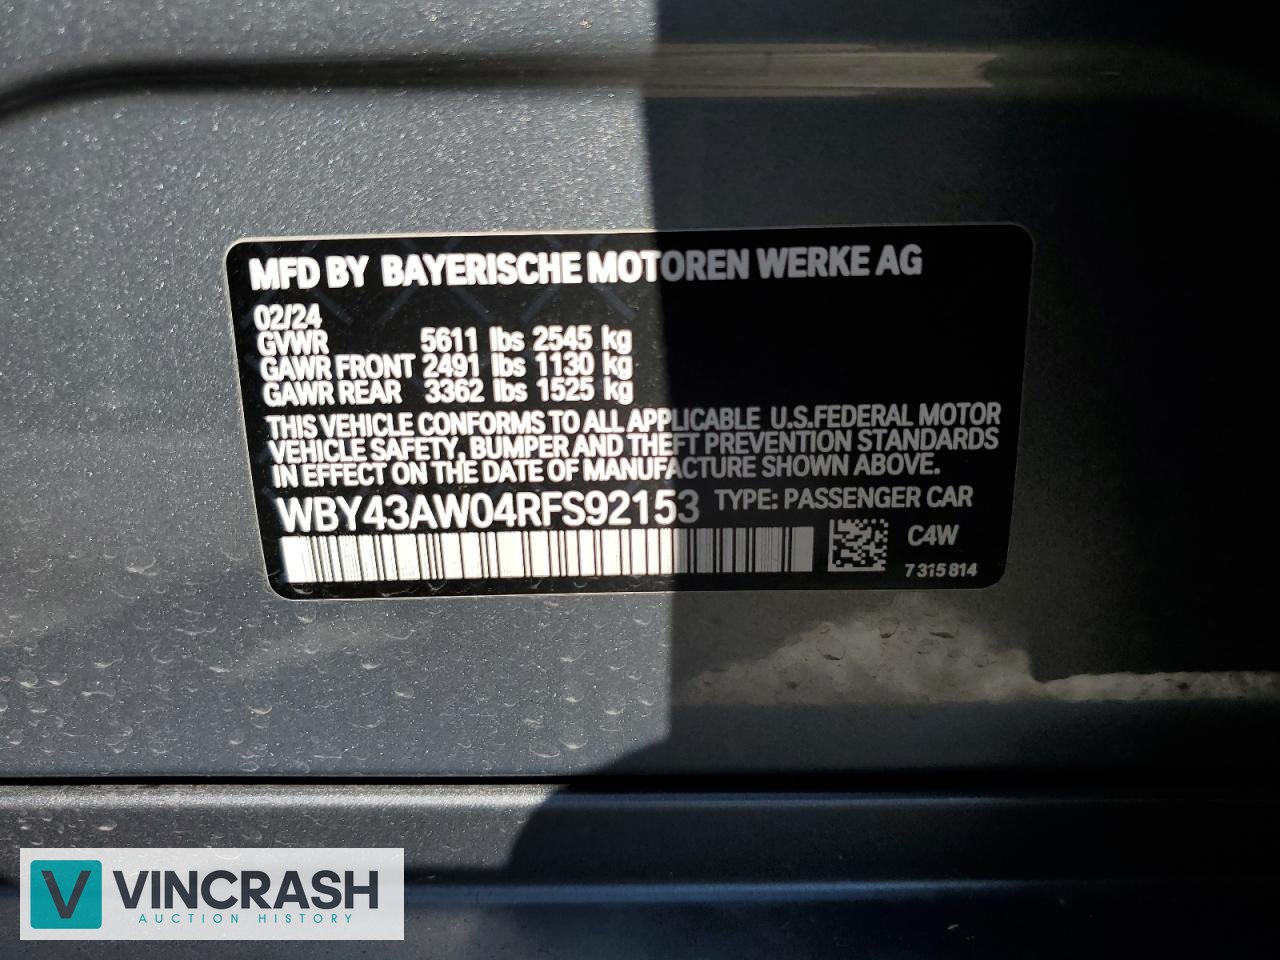 MFD BY BAYERISCHE MOTOREN WERKE AG
02/24
GVWR 5611 lbs 2545 kg
GAWR FRONT 2491 lbs 1130 kg
GAWR REAR 3362 lbs 1525 kg
THIS VEHICLE CONFORMS TO ALL APPLICABLE U.S.FEDERAL MOTOR
VEHICLE SAFETY, BUMPER AND THEFT PREVENTION STANDARDS
IN EFFECT ON THE DATE OF MANUFACTURE SHOWN ABOVE.
WBY43AW04RFS92153 TYPE: PASSENGER CAR
C4W
7315814
V VINCRASH
AUCTION HISTORY